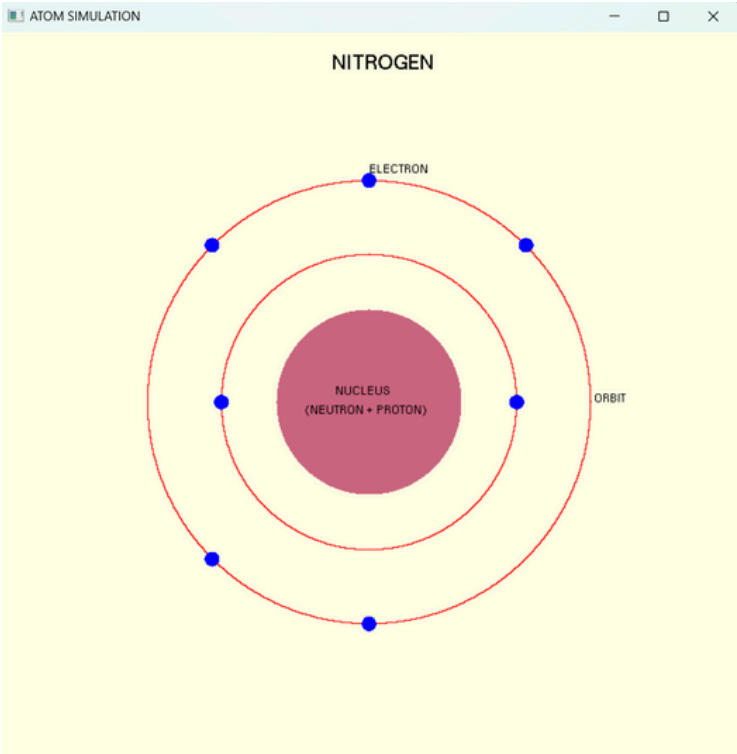 ATOM SIMULATION
NITROGEN
ELECTRON
NUCLEUS
(NEUTRON + PROTON)
ORBIT